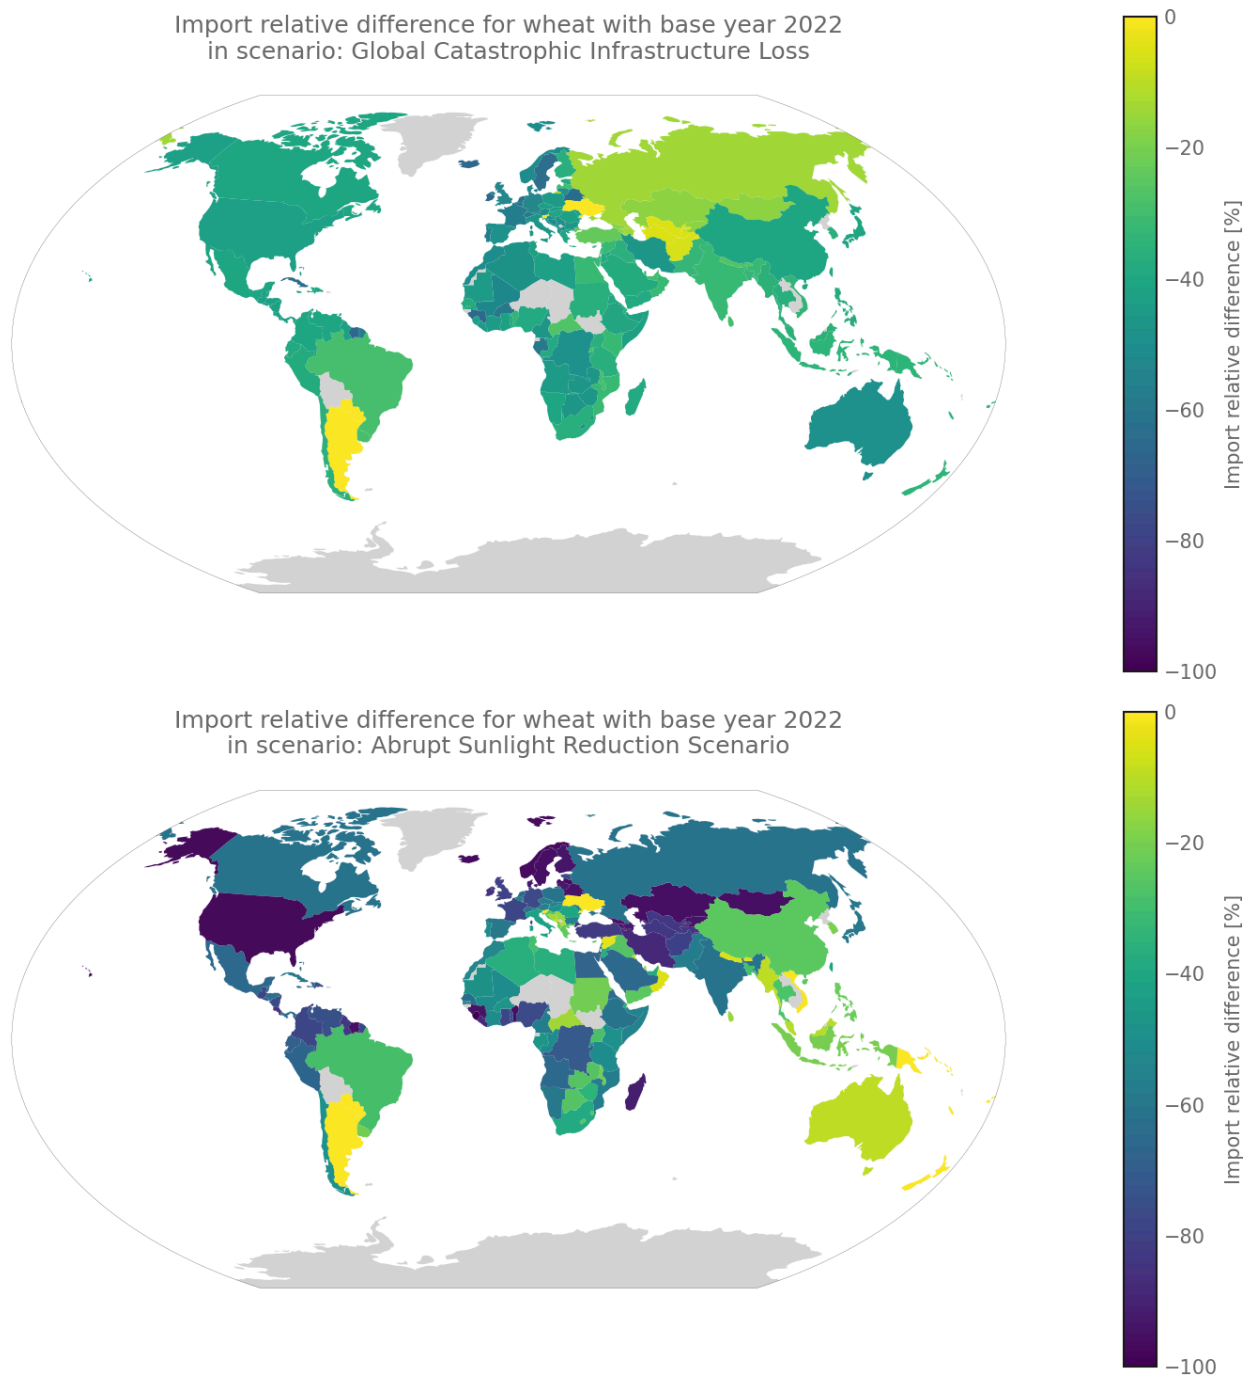 Import relative difference for wheat with base year 2022
in scenario: Global Catastrophic Infrastructure Loss
0
−20
−40
−60
−80
−100
Import relative difference [%]
Import relative difference for wheat with base year 2022
in scenario: Abrupt Sunlight Reduction Scenario
0
−20
−40
−60
−80
−100
Import relative difference [%]